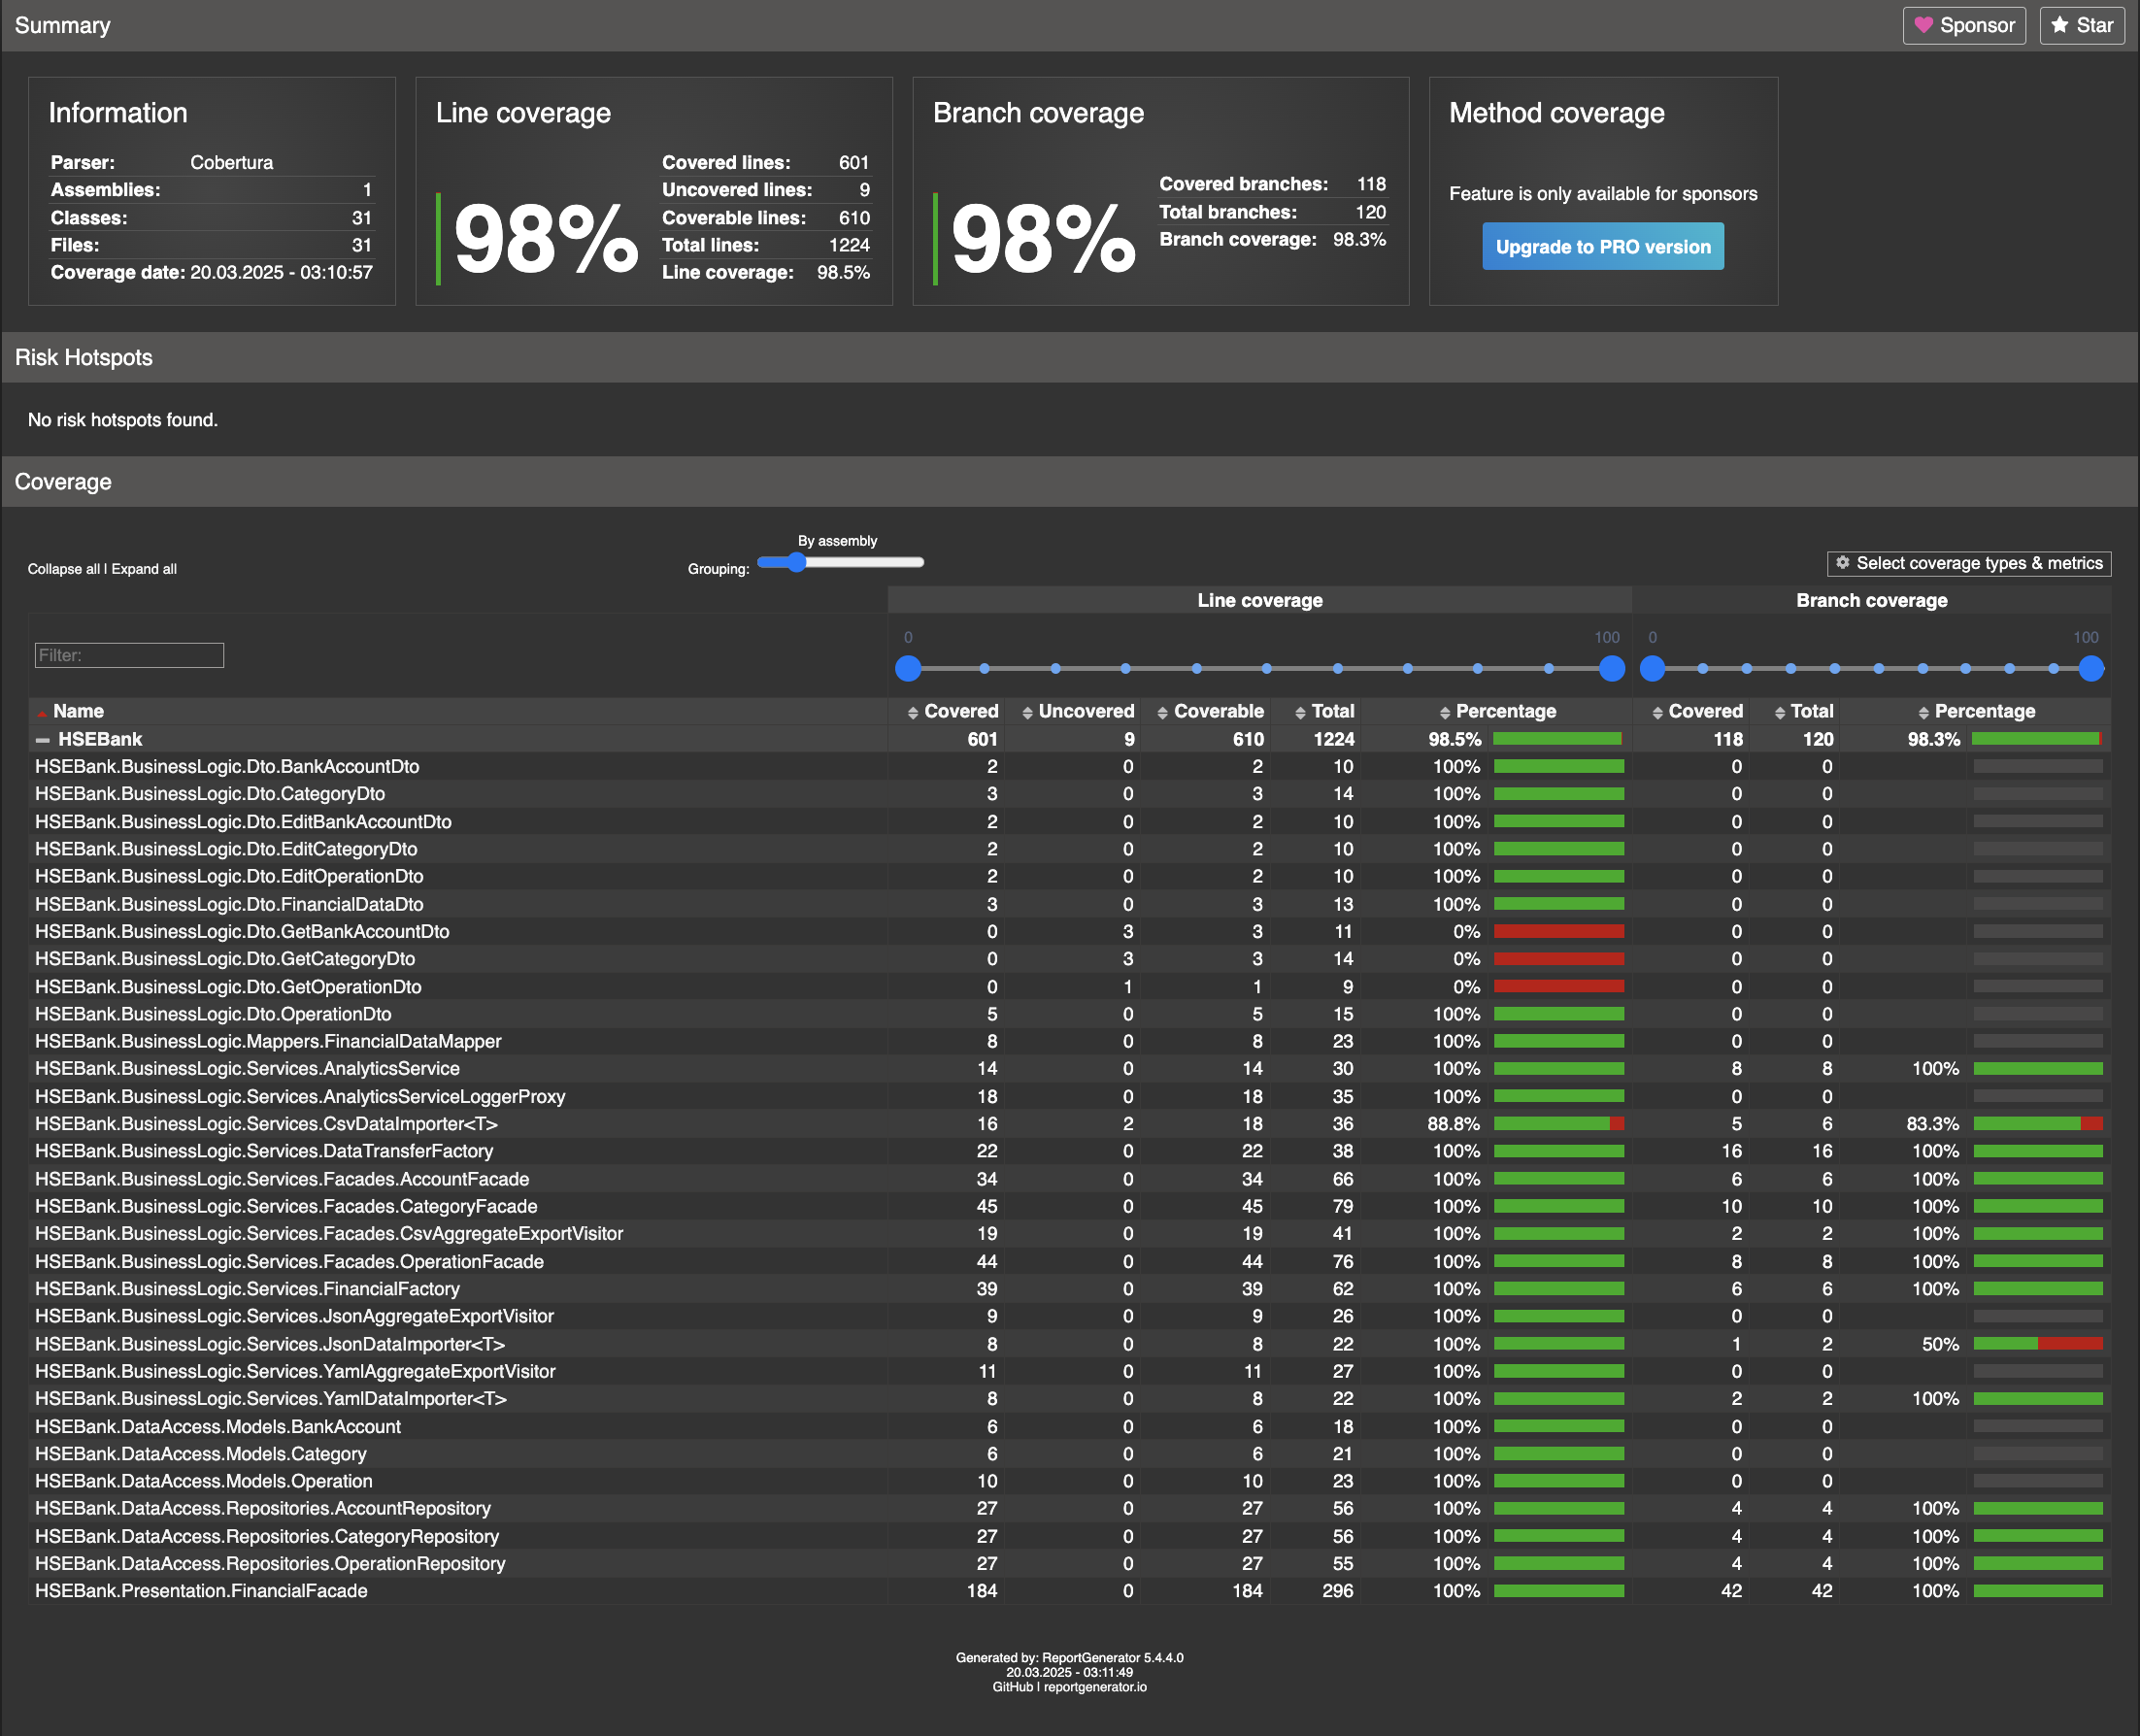 Summary
Sponsor
Star
Information
Parser: Cobertura
Assemblies: 1
Classes: 31
Files: 31
Coverage date: 20.03.2025 - 03:10:57
Line coverage
98%
Covered lines: 601
Uncovered lines: 9
Coverable lines: 610
Total lines: 1224
Line coverage: 98.5%
Branch coverage
98%
Covered branches: 118
Total branches: 120
Branch coverage: 98.3%
Method coverage
Feature is only available for sponsors
Upgrade to PRO version
Risk Hotspots
No risk hotspots found.
Coverage
Collapse all | Expand all
By assembly
Grouping:
Select coverage types & metrics
Line coverage Branch coverage
Filter:
0 100 0 100
Name Covered Uncovered Coverable Total Percentage Covered Total Percentage
HSEBank 601 9 610 1224 98.5% 118 120 98.3%
HSEBank.BusinessLogic.Dto.BankAccountDto 2 0 2 10 100% 0 0
HSEBank.BusinessLogic.Dto.CategoryDto 3 0 3 14 100% 0 0
HSEBank.BusinessLogic.Dto.EditBankAccountDto 2 0 2 10 100% 0 0
HSEBank.BusinessLogic.Dto.EditCategoryDto 2 0 2 10 100% 0 0
HSEBank.BusinessLogic.Dto.EditOperationDto 2 0 2 10 100% 0 0
HSEBank.BusinessLogic.Dto.FinancialDataDto 3 0 3 13 100% 0 0
HSEBank.BusinessLogic.Dto.GetBankAccountDto 0 3 3 11 0% 0 0
HSEBank.BusinessLogic.Dto.GetCategoryDto 0 3 3 14 0% 0 0
HSEBank.BusinessLogic.Dto.GetOperationDto 0 1 1 9 0% 0 0
HSEBank.BusinessLogic.Dto.OperationDto 5 0 5 15 100% 0 0
HSEBank.BusinessLogic.Mappers.FinancialDataMapper 8 0 8 23 100% 0 0
HSEBank.BusinessLogic.Services.AnalyticsService 14 0 14 30 100% 8 8 100%
HSEBank.BusinessLogic.Services.AnalyticsServiceLoggerProxy 18 0 18 35 100% 0 0
HSEBank.BusinessLogic.Services.CsvDataImporter<T> 16 2 18 36 88.8% 5 6 83.3%
HSEBank.BusinessLogic.Services.DataTransferFactory 22 0 22 38 100% 16 16 100%
HSEBank.BusinessLogic.Services.Facades.AccountFacade 34 0 34 66 100% 6 6 100%
HSEBank.BusinessLogic.Services.Facades.CategoryFacade 45 0 45 79 100% 10 10 100%
HSEBank.BusinessLogic.Services.Facades.CsvAggregateExportVisitor 19 0 19 41 100% 2 2 100%
HSEBank.BusinessLogic.Services.Facades.OperationFacade 44 0 44 76 100% 8 8 100%
HSEBank.BusinessLogic.Services.FinancialFactory 39 0 39 62 100% 6 6 100%
HSEBank.BusinessLogic.Services.JsonAggregateExportVisitor 9 0 9 26 100% 0 0
HSEBank.BusinessLogic.Services.JsonDataImporter<T> 8 0 8 22 100% 1 2 50%
HSEBank.BusinessLogic.Services.YamlAggregateExportVisitor 11 0 11 27 100% 0 0
HSEBank.BusinessLogic.Services.YamlDataImporter<T> 8 0 8 22 100% 2 2 100%
HSEBank.DataAccess.Models.BankAccount 6 0 6 18 100% 0 0
HSEBank.DataAccess.Models.Category 6 0 6 21 100% 0 0
HSEBank.DataAccess.Models.Operation 10 0 10 23 100% 0 0
HSEBank.DataAccess.Repositories.AccountRepository 27 0 27 56 100% 4 4 100%
HSEBank.DataAccess.Repositories.CategoryRepository 27 0 27 56 100% 4 4 100%
HSEBank.DataAccess.Repositories.OperationRepository 27 0 27 55 100% 4 4 100%
HSEBank.Presentation.FinancialFacade 184 0 184 296 100% 42 42 100%
Generated by: ReportGenerator 5.4.4.0
20.03.2025 - 03:11:49
GitHub | reportgenerator.io